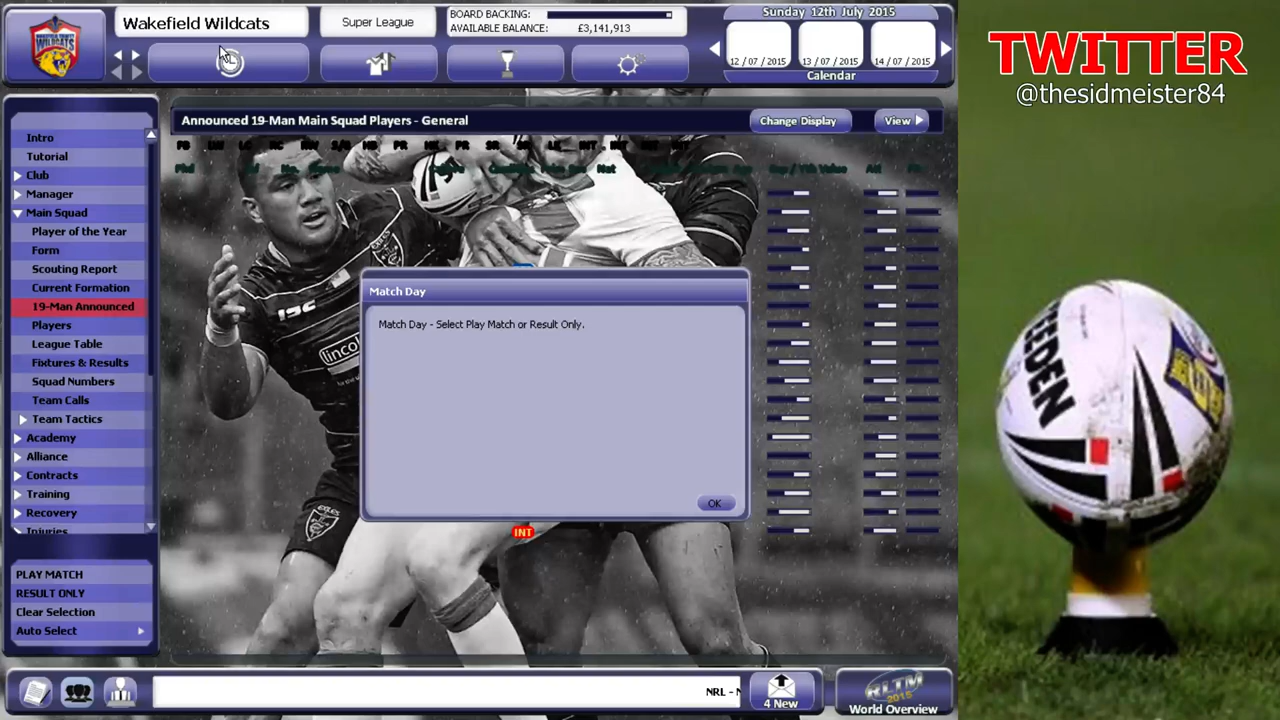 Wakefield Wildcats
Super League
BOARD BACKING:
AVAILABLE BALANCE: £3,141,913
Sunday 12th July 2015
12 / 07 / 2015
13 / 07 / 2015
14 / 07 / 2015
Calendar
TWITTER
@thesidmeister84
WILDCATS
Announced 19-Man Main Squad Players - General
Change Display
View
Intro
Tutorial
Club
Manager
Main Squad
Player of the Year
Form
Scouting Report
Current Formation
19-Man Announced
Players
League Table
Fixtures & Results
Squad Numbers
Team Calls
Team Tactics
Academy
Alliance
Contracts
Training
Recovery
Injuries
Match Day
Match Day - Select Play Match or Result Only.
OK
INT
PLAY MATCH
RESULT ONLY
Clear Selection
Auto Select
NRL -
4 New
RLTM
2015
World Overview
STEEDEN